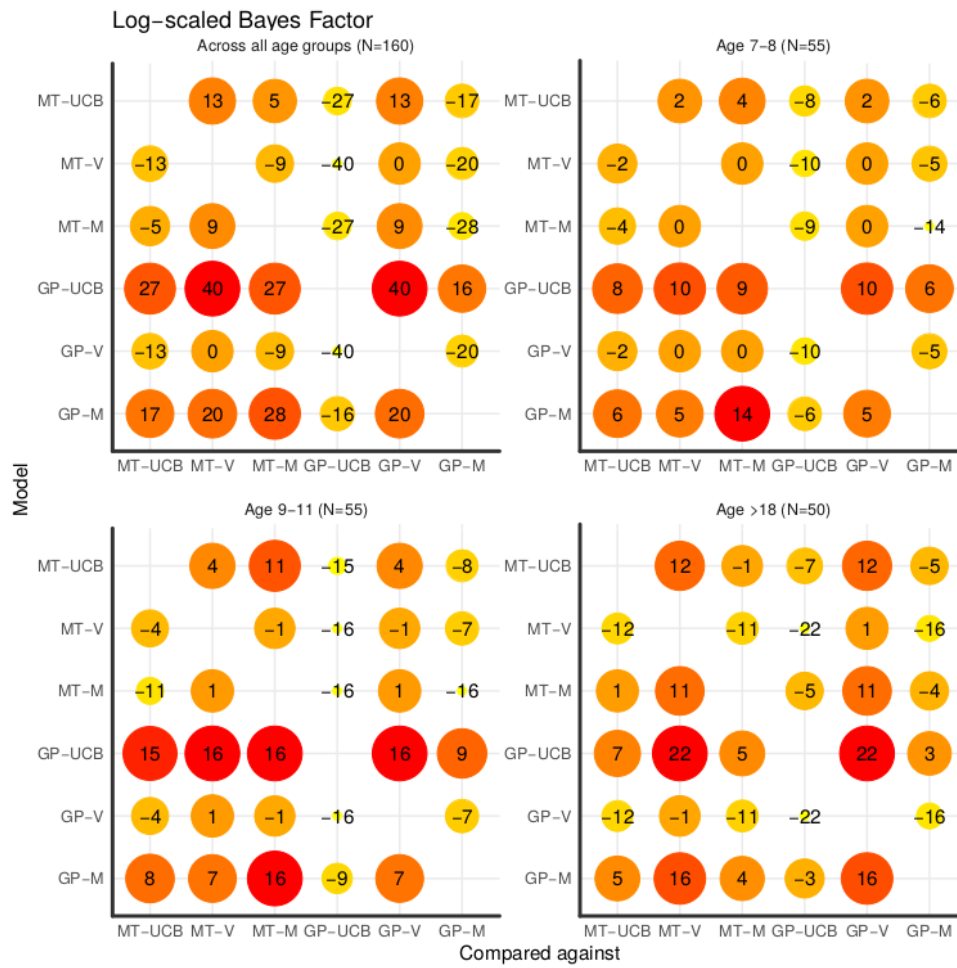 Log−scaled Bayes Factor
Across all age groups (N=160)
MT−UCB 13 5 −27 13 −17
MT−V −13 −9 −40 0 −20
MT−M −5 9 −27 9 −28
GP−UCB 27 40 27 40 16
GP−V −13 0 −9 −40 −20
GP−M 17 20 28 −16 20
MT−UCB MT−V MT−M GP−UCB GP−V GP−M
Age 7−8 (N=55)
MT−UCB 2 4 −8 2 −6
MT−V −2 0 −10 0 −5
MT−M −4 0 −9 0 −14
GP−UCB 8 10 9 10 6
GP−V −2 0 0 −10 −5
GP−M 6 5 14 −6 5
MT−UCB MT−V MT−M GP−UCB GP−V GP−M
Model
Age 9−11 (N=55)
MT−UCB 4 11 −15 4 −8
MT−V −4 −1 −16 −1 −7
MT−M −11 1 −16 1 −16
GP−UCB 15 16 16 16 9
GP−V −4 1 −1 −16 −7
GP−M 8 7 16 −9 7
MT−UCB MT−V MT−M GP−UCB GP−V GP−M
Age >18 (N=50)
MT−UCB 12 −1 −7 12 −5
MT−V −12 −11 −22 1 −16
MT−M 1 11 −5 11 −4
GP−UCB 7 22 5 22 3
GP−V −12 −1 −11 −22 −16
GP−M 5 16 4 −3 16
MT−UCB MT−V MT−M GP−UCB GP−V GP−M
Compared against